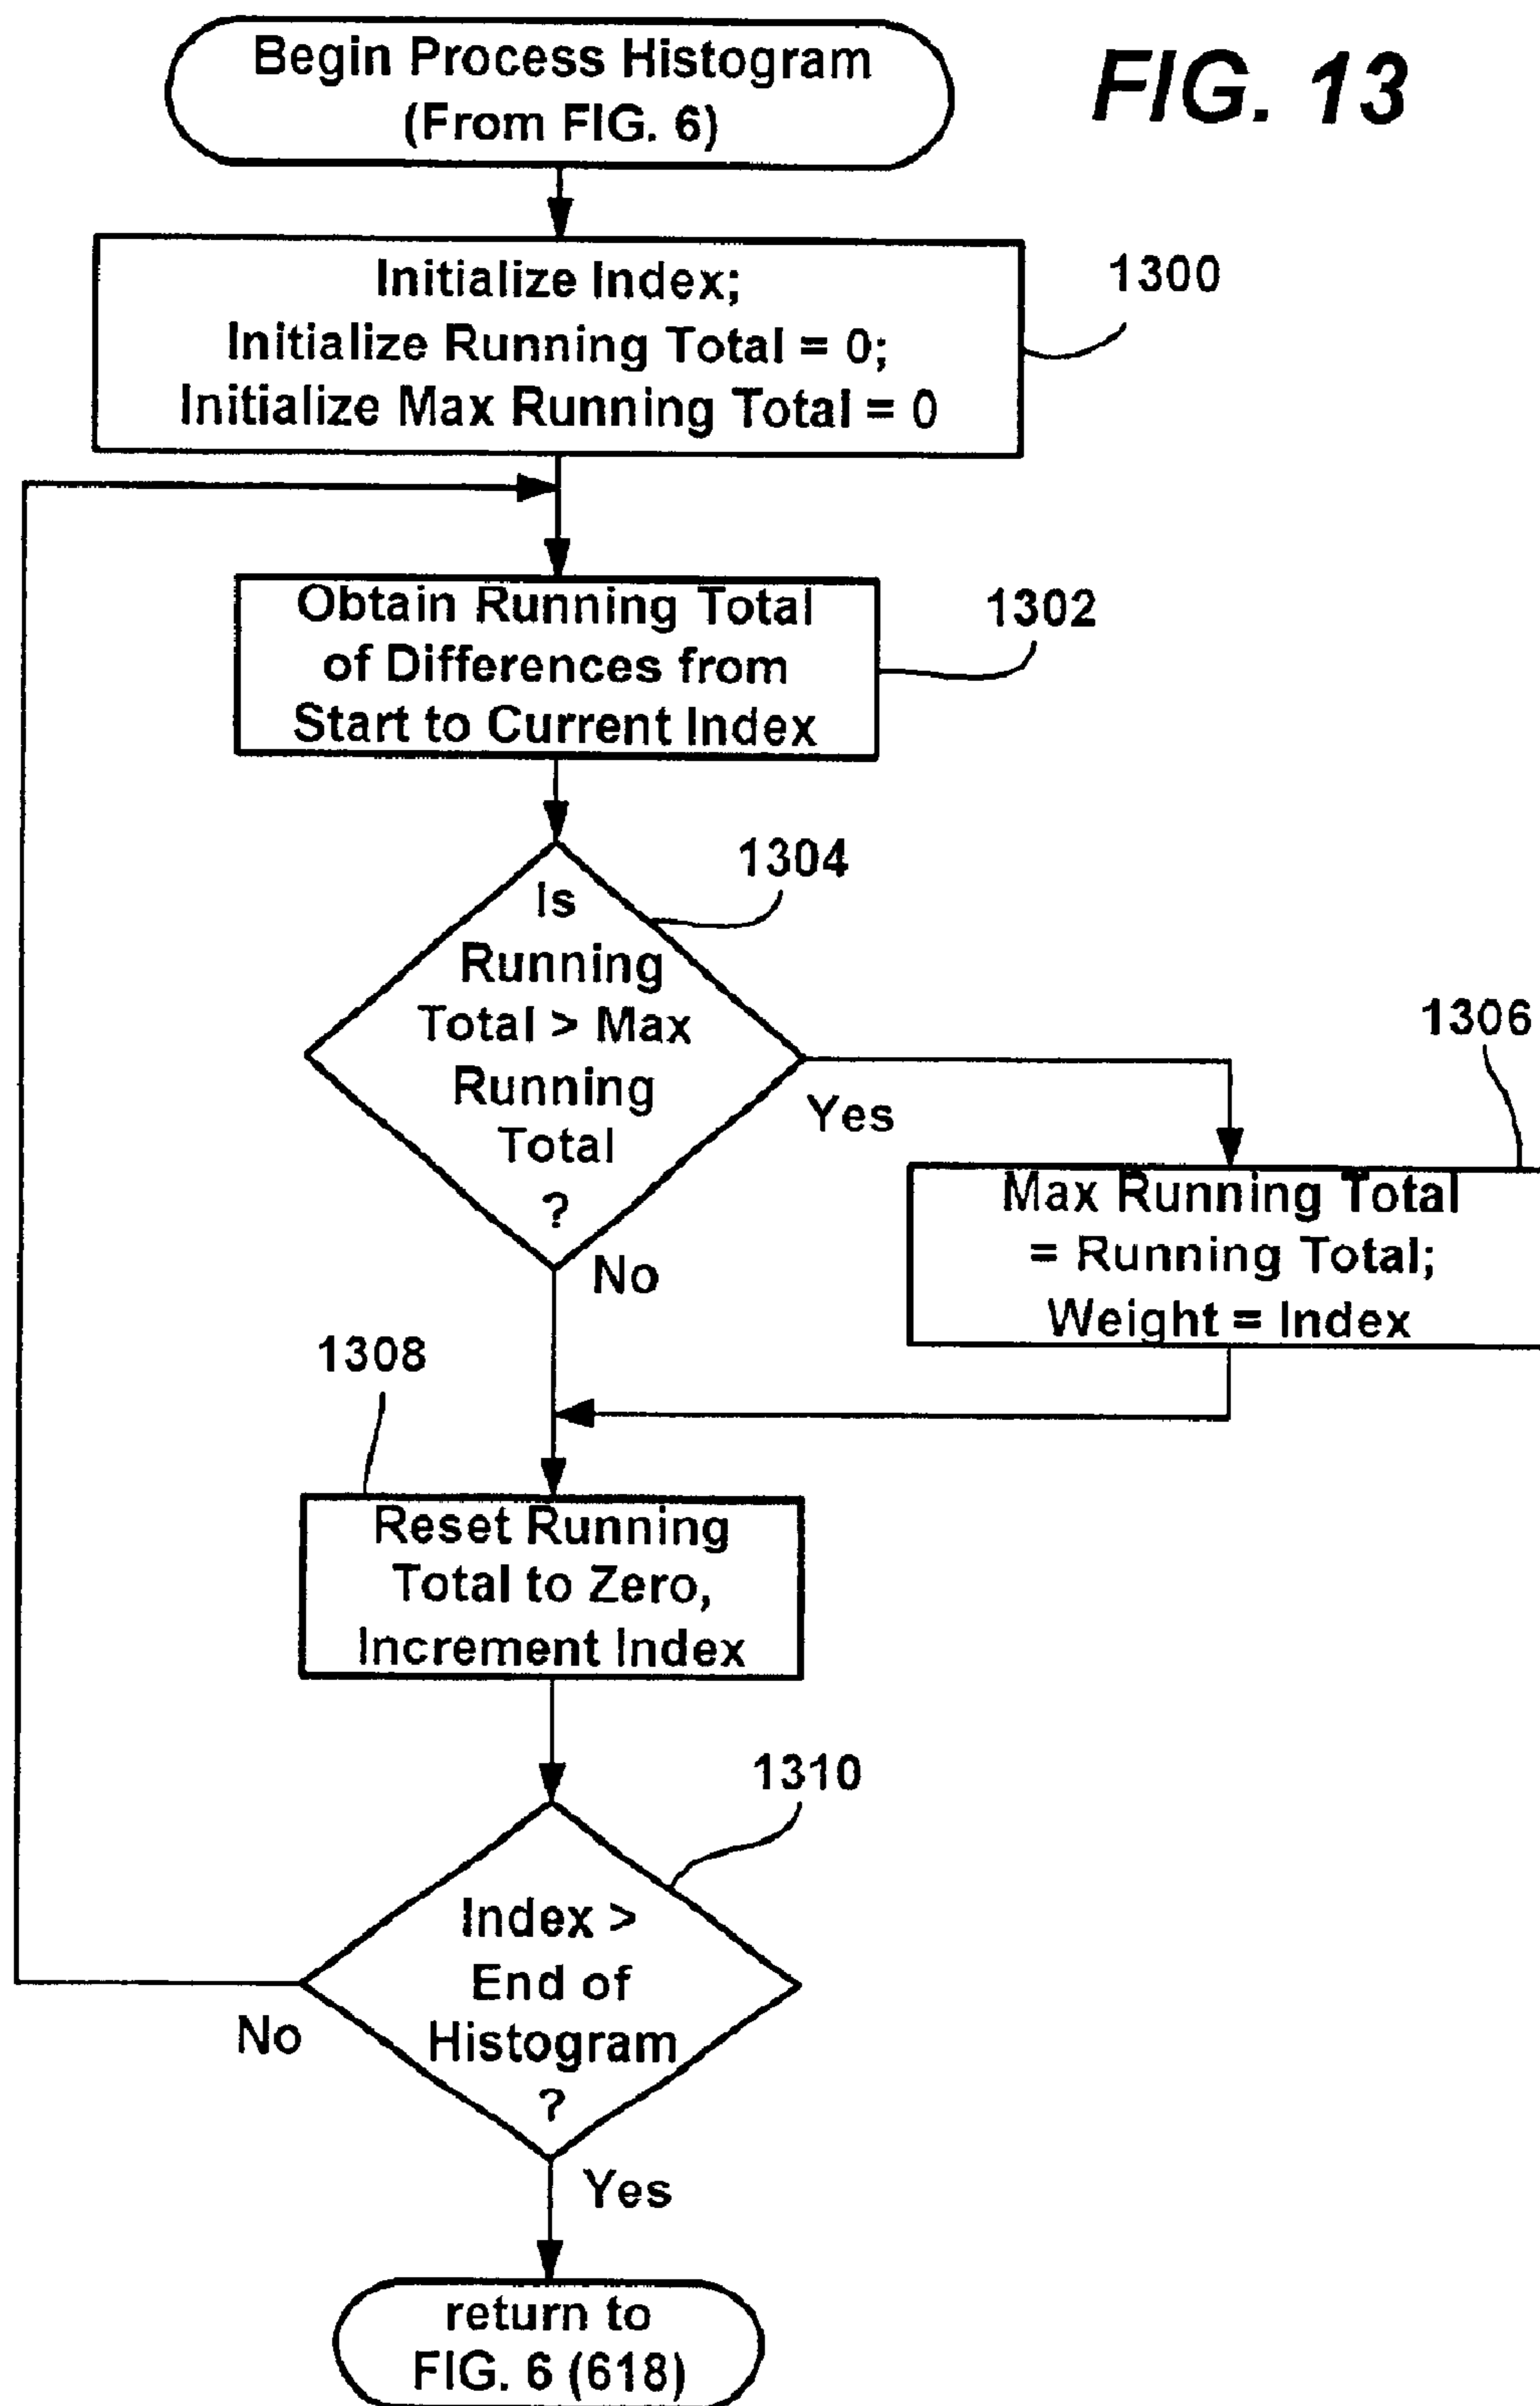 Begin Process Histogram
(From FIG. 6)
FIG. 13
Initialize Index;
Initialize Running Total = 0;
Initialize Max Running Total = 0
1300
Obtain Running Total
of Differences from
Start to Current Index
1302
Is
Running
Total > Max
Running
Total
?
1304
Yes
No
1306
Max Running Total
= Running Total;
Weight = Index
1308
Reset Running
Total to Zero,
Increment Index
1310
Index >
End of
Histogram
?
No
Yes
return to
FIG. 6 (618)